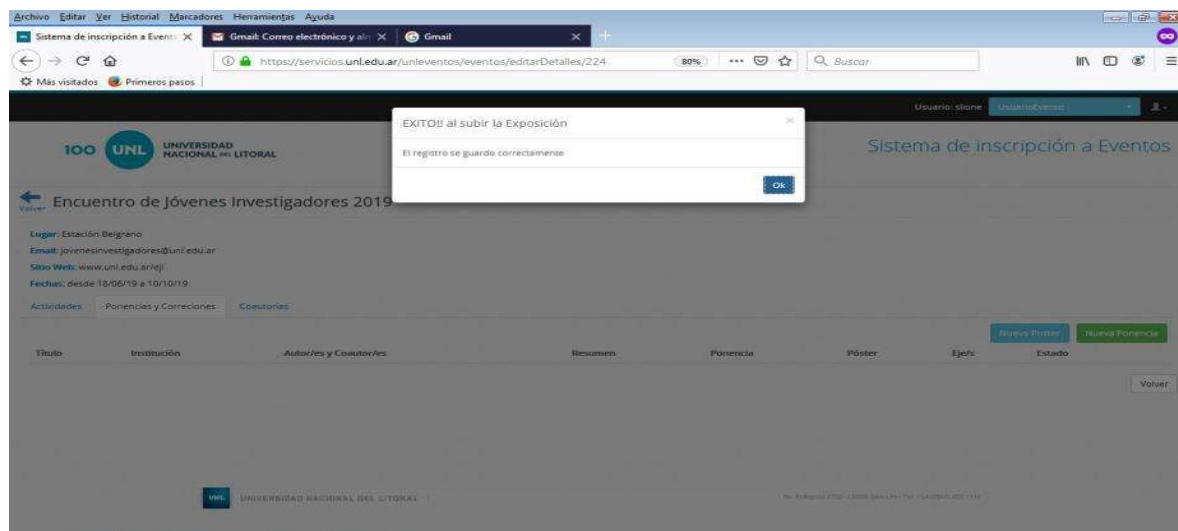 Archivo Editar Ver Historial Marcadores Herramientas Ayuda
Sistema de inscripción a Event
Gmail: Correo electrónico y alm
Gmail
https://servicios.unl.edu.ar/unleventos/eventos/editarDetalles/224
80%
Buscar
Más visitados Primeros pasos
Usuario: slione
UsuarioEvento
EXITO!! al subir la Exposición
El registro se guardo correctamente
Ok
100 UNL UNIVERSIDAD
NACIONAL DEL LITORAL
Sistema de inscripción a Eventos
Volver
Encuentro de Jóvenes Investigadores 2019
Lugar: Estación Belgrano
Email: jovenesinvestigadores@unl.edu.ar
Sitio Web: www.unl.edu.ar/eji
Fechas: desde 18/06/19 a 10/10/19
Actividades Ponencias y Correciones Coautorías
Nuevo Poster Nueva Ponencia
Título Institución Autor/es y Coautor/es Resumen Ponencia Póster Eje/s Estado
Volver
UNL UNIVERSIDAD NACIONAL DEL LITORAL